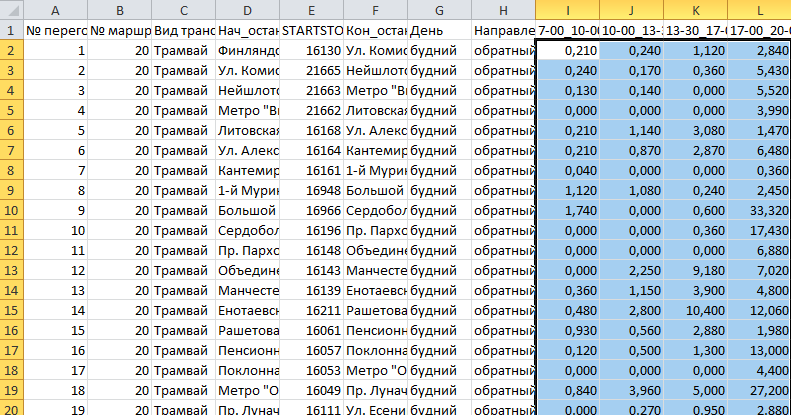 A B C D E F G H I J K L
1 № перего № маршр Вид транс Нач_остан STARTSTO Кон_остан День Направле 7-00_10-00 10-00_13- 13-30_17-0 17-00_20-0
2 1 20 Трамвай Финлянд 16130 Ул. Комис будний обратный 0,210 0,240 1,120 2,840
3 2 20 Трамвай Ул. Комис 21665 Нейшлот будний обратный 0,240 0,170 0,360 5,430
4 3 20 Трамвай Нейшлот 21663 Метро "Вы будний обратный 0,130 0,140 0,000 5,520
5 4 20 Трамвай Метро "Вы 21662 Литовская будний обратный 0,000 0,000 0,000 3,990
6 5 20 Трамвай Литовская 16168 Ул. Алекс будний обратный 0,210 1,140 3,080 1,470
7 6 20 Трамвай Ул. Алекс 16164 Кантемир будний обратный 0,210 0,870 2,870 6,480
8 7 20 Трамвай Кантемир 16161 1-й Мурин будний обратный 0,040 0,000 0,000 0,360
9 8 20 Трамвай 1-й Мурин 16948 Большой будний обратный 1,120 1,080 0,240 2,450
10 9 20 Трамвай Большой 16966 Сердобол будний обратный 1,740 0,000 0,600 33,320
11 10 20 Трамвай Сердобол 16196 Пр. Пархо будний обратный 0,000 0,000 0,360 17,430
12 11 20 Трамвай Пр. Пархо 16148 Объедине будний обратный 0,000 0,000 0,000 6,880
13 12 20 Трамвай Объедине 16143 Манчесте будний обратный 0,000 2,250 9,180 7,020
14 13 20 Трамвай Манчесте 16139 Енотаевск будний обратный 0,360 1,150 3,900 4,800
15 14 20 Трамвай Енотаевск 16211 Рашетова будний обратный 0,480 2,800 10,400 12,060
16 15 20 Трамвай Рашетова 16061 Пенсионн будний обратный 0,930 0,560 2,880 1,980
17 16 20 Трамвай Пенсионн 16057 Поклонна будний обратный 0,120 0,500 1,300 13,000
18 17 20 Трамвай Поклонна 16053 Метро "О будний обратный 0,000 0,000 0,000 4,400
19 18 20 Трамвай Метро "О 16049 Пр. Лунач будний обратный 0,840 3,960 5,000 27,200
20 19 20 Трамвай Пр. Лунач 16111 Ул. Есени будний обратный 0,000 0,270 0,950 2,880